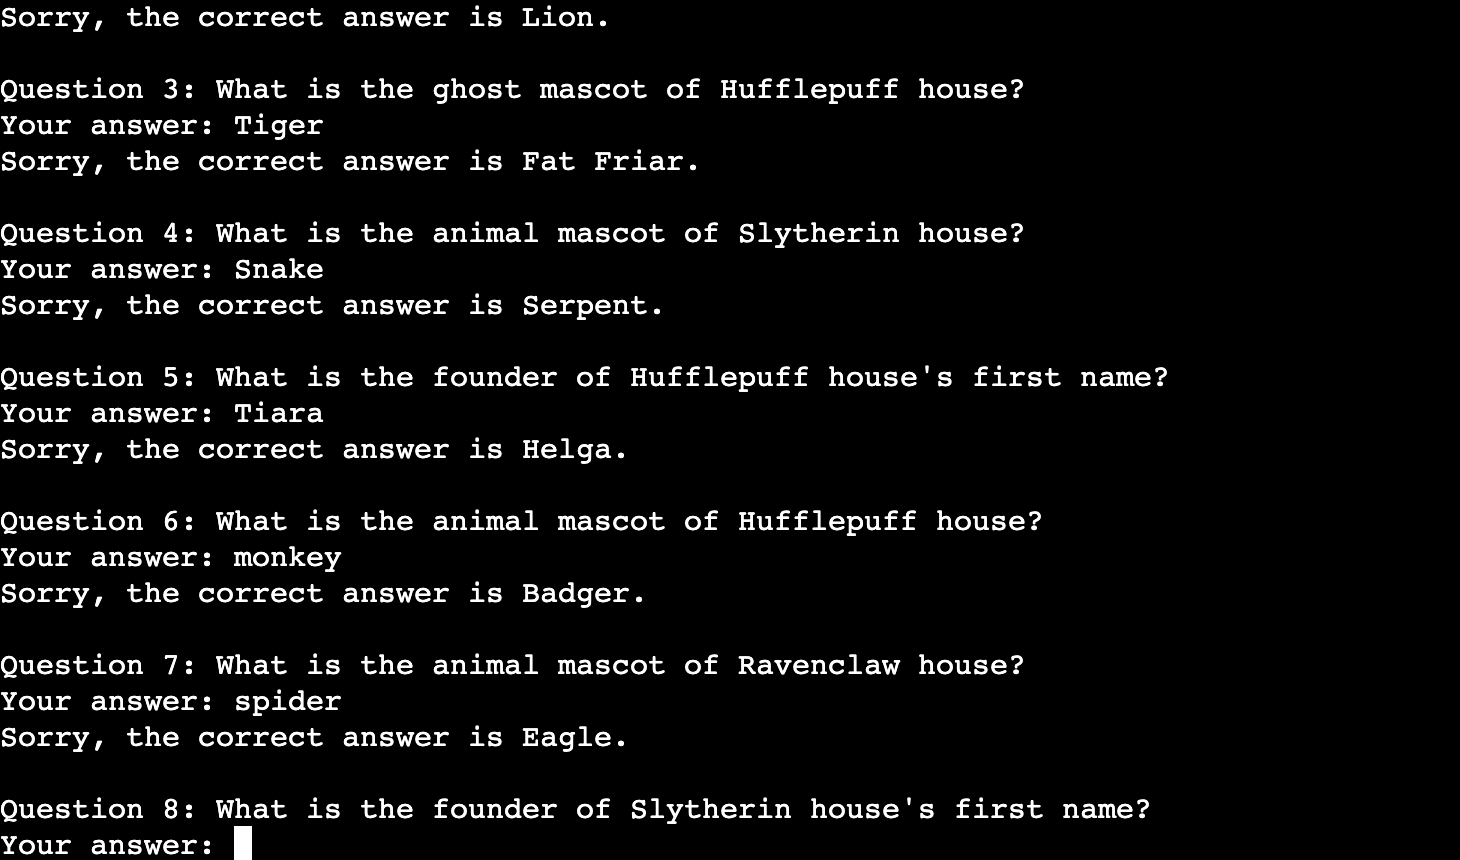 Sorry, the correct answer is Lion.
Question 3: What is the ghost mascot of Hufflepuff house?
Your answer: Tiger
Sorry, the correct answer is Fat Friar.
Question 4: What is the animal mascot of Slytherin house?
Your answer: Snake
Sorry, the correct answer is Serpent.
Question 5: What is the founder of Hufflepuff house's first name?
Your answer: Tiara
Sorry, the correct answer is Helga.
Question 6: What is the animal mascot of Hufflepuff house?
Your answer: monkey
Sorry, the correct answer is Badger.
Question 7: What is the animal mascot of Ravenclaw house?
Your answer: spider
Sorry, the correct answer is Eagle.
Question 8: What is the founder of Slytherin house's first name?
Your answer: